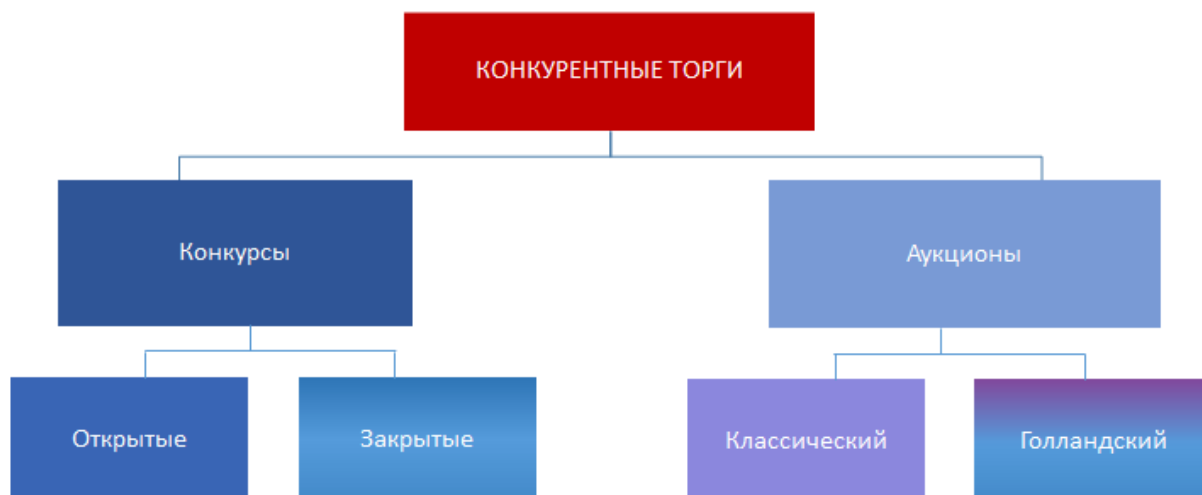 КОНКУРЕНТНЫЕ ТОРГИ
Конкурсы
Аукционы
Открытые
Закрытые
Классический
Голландский